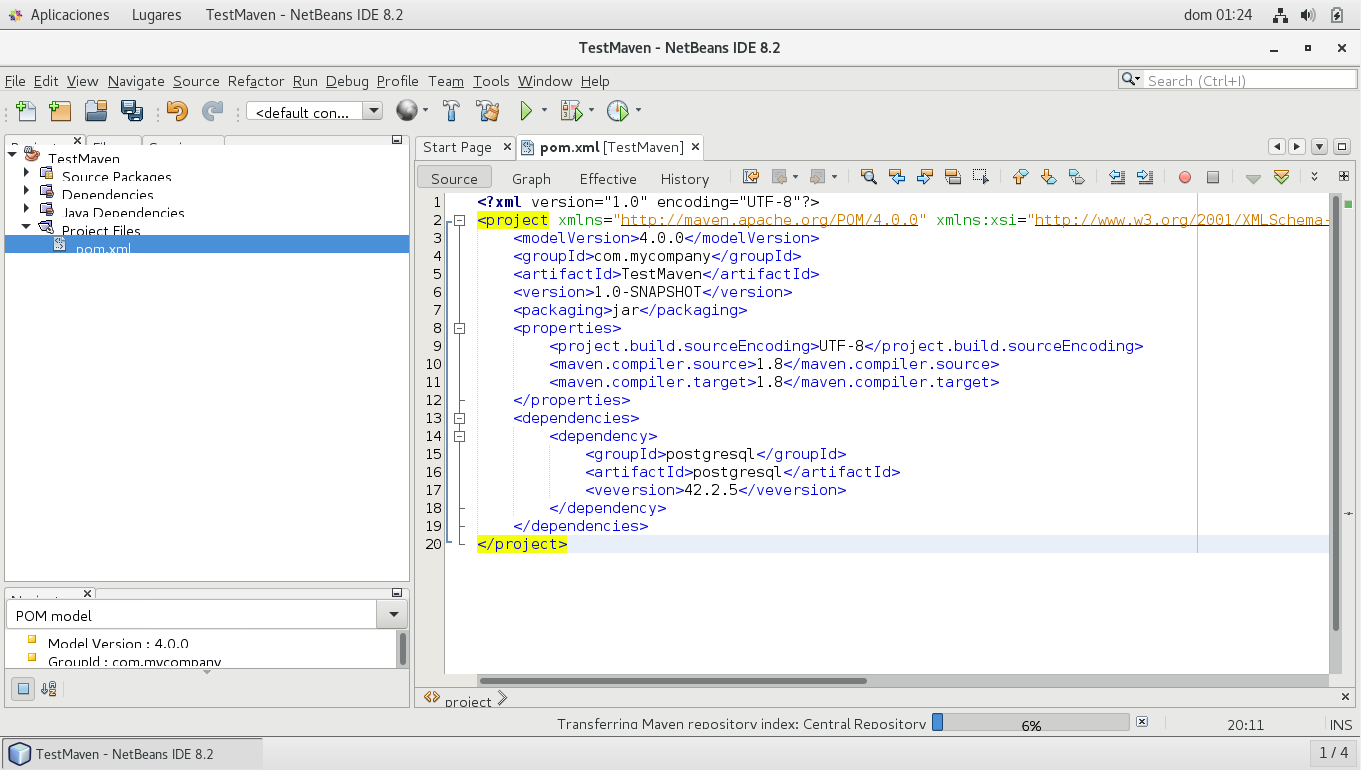 Aplicaciones Lugares TestMaven - NetBeans IDE 8.2 dom 01:24
TestMaven - NetBeans IDE 8.2
File Edit View Navigate Source Refactor Run Debug Profile Team Tools Window Help Search (Ctrl+I)
<default con...
Start Page pom.xml [TestMaven]
TestMaven
Source Packages
Dependencies
Java Dependencies
Project Files
pom.xml
Source Graph Effective History
1 <?xml version="1.0" encoding="UTF-8"?>
2 <project xmlns="http://maven.apache.org/POM/4.0.0" xmlns:xsi="http://www.w3.org/2001/XMLSchema-
3 <modelVersion>4.0.0</modelVersion>
4 <groupId>com.mycompany</groupId>
5 <artifactId>TestMaven</artifactId>
6 <version>1.0-SNAPSHOT</version>
7 <packaging>jar</packaging>
8 <properties>
9 <project.build.sourceEncoding>UTF-8</project.build.sourceEncoding>
10 <maven.compiler.source>1.8</maven.compiler.source>
11 <maven.compiler.target>1.8</maven.compiler.target>
12 </properties>
13 <dependencies>
14 <dependency>
15 <groupId>postgresql</groupId>
16 <artifactId>postgresql</artifactId>
17 <veversion>42.2.5</veversion>
18 </dependency>
19 </dependencies>
20 </project>
POM model
Model Version : 4.0.0
GroupId : com.mycompany
project
Transferring Maven repository index: Central Repository 6% 20:11 INS
TestMaven - NetBeans IDE 8.2 1 / 4